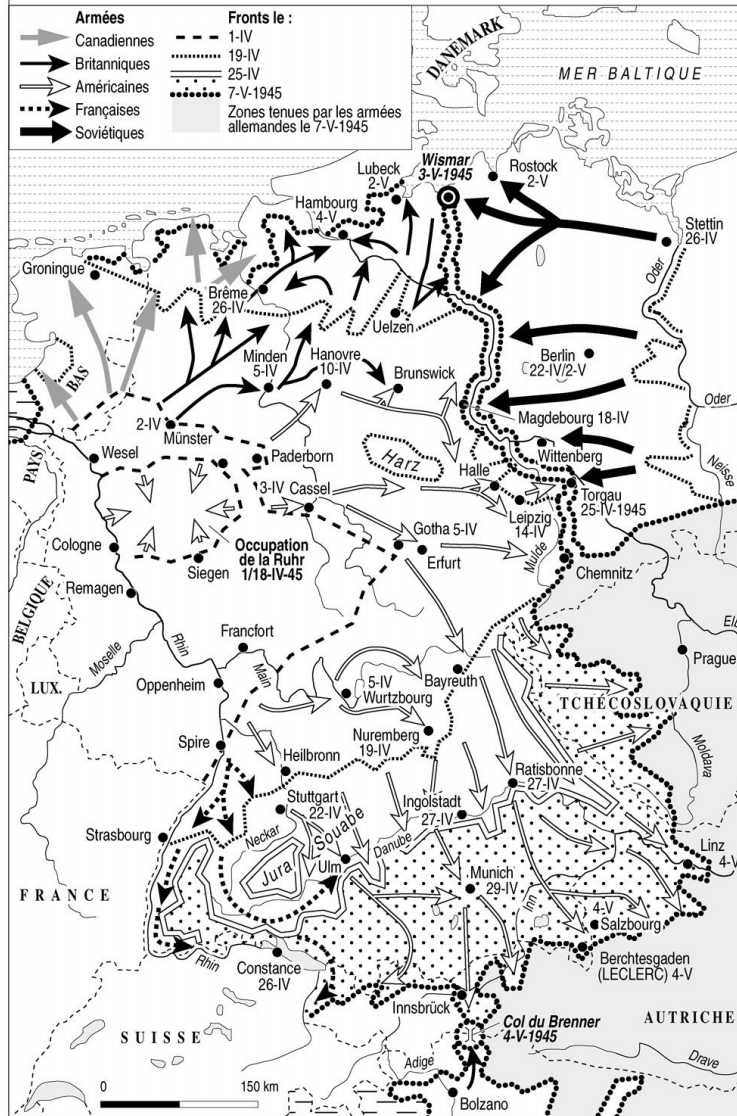 Armées
Canadiennes
Britanniques
Américaines
Françaises
Soviétiques
Fronts le :
1-IV
19-IV
25-IV
7-V-1945
Zones tenues par les armées
allemandes le 7-V-1945
DANEMARK
MER BALTIQUE
Lubeck
2-V
Wismar
3-V-1945
Rostock
2-V
Hambourg
4-V
Stettin
26-IV
Oder
Groningue
Brême
26-IV
Uelzen
Minden
5-IV
Hanovre
10-IV
Brunswick
Berlin
22-IV/2-V
PAYS
BAS
2-IV
Münster
Magdebourg 18-IV
Oder
Wesel
Paderborn
Harz
Halle
Wittenberg
Neisse
3-IV Cassel
Leipzig
14-IV
Torgau
25-IV-1945
Cologne
Occupation
de la Ruhr
1/18-IV-45
Gotha 5-IV
Erfurt
Mulde
Siegen
Chemnitz
Remagen
BELGIQUE
Rhin
Moselle
Francfort
Prague
LUX.
Oppenheim
Main
5-IV
Wurtzbourg
Bayreuth
TCHÉCOSLOVAQUIE
Moldava
Spire
Nuremberg
19-IV
Heilbronn
Ratisbonne
27-IV
Stuttgart
22-IV
Ingolstadt
27-IV
Strasbourg
Neckar
Souabe
Danube
Linz
4-V
Jura
Ulm
Munich
29-IV
FRANCE
Inn
4-V
Salzbourg
Rhin
Constance
26-IV
Berchtesgaden
(LECLERC) 4-V
Innsbrück
SUISSE
Col du Brenner
4-V-1945
AUTRICHE
Adige
Drave
0
150 km
Bolzano